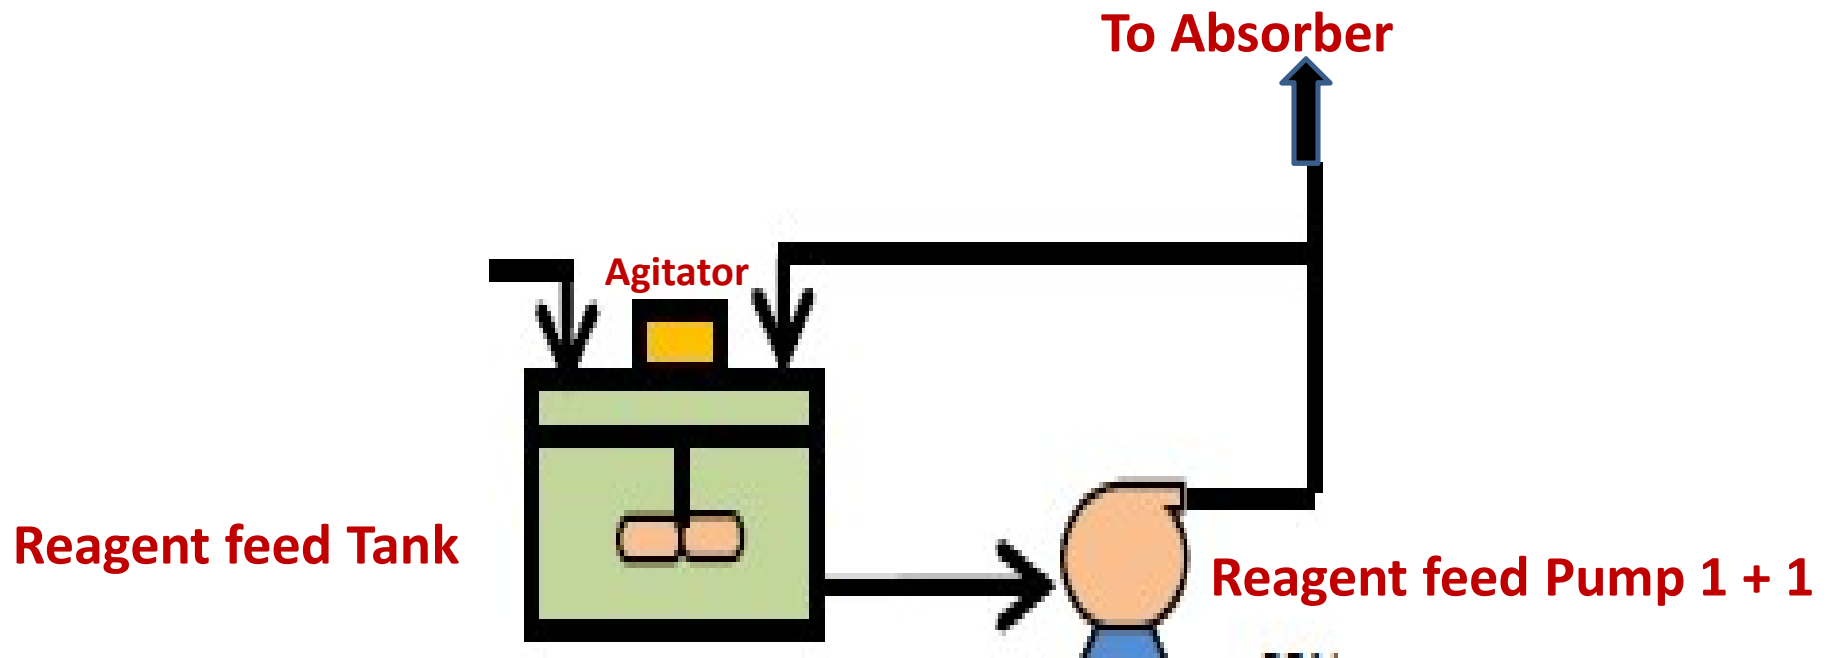 To Absorber
Agitator
Reagent feed Tank
Reagent feed Pump 1 + 1